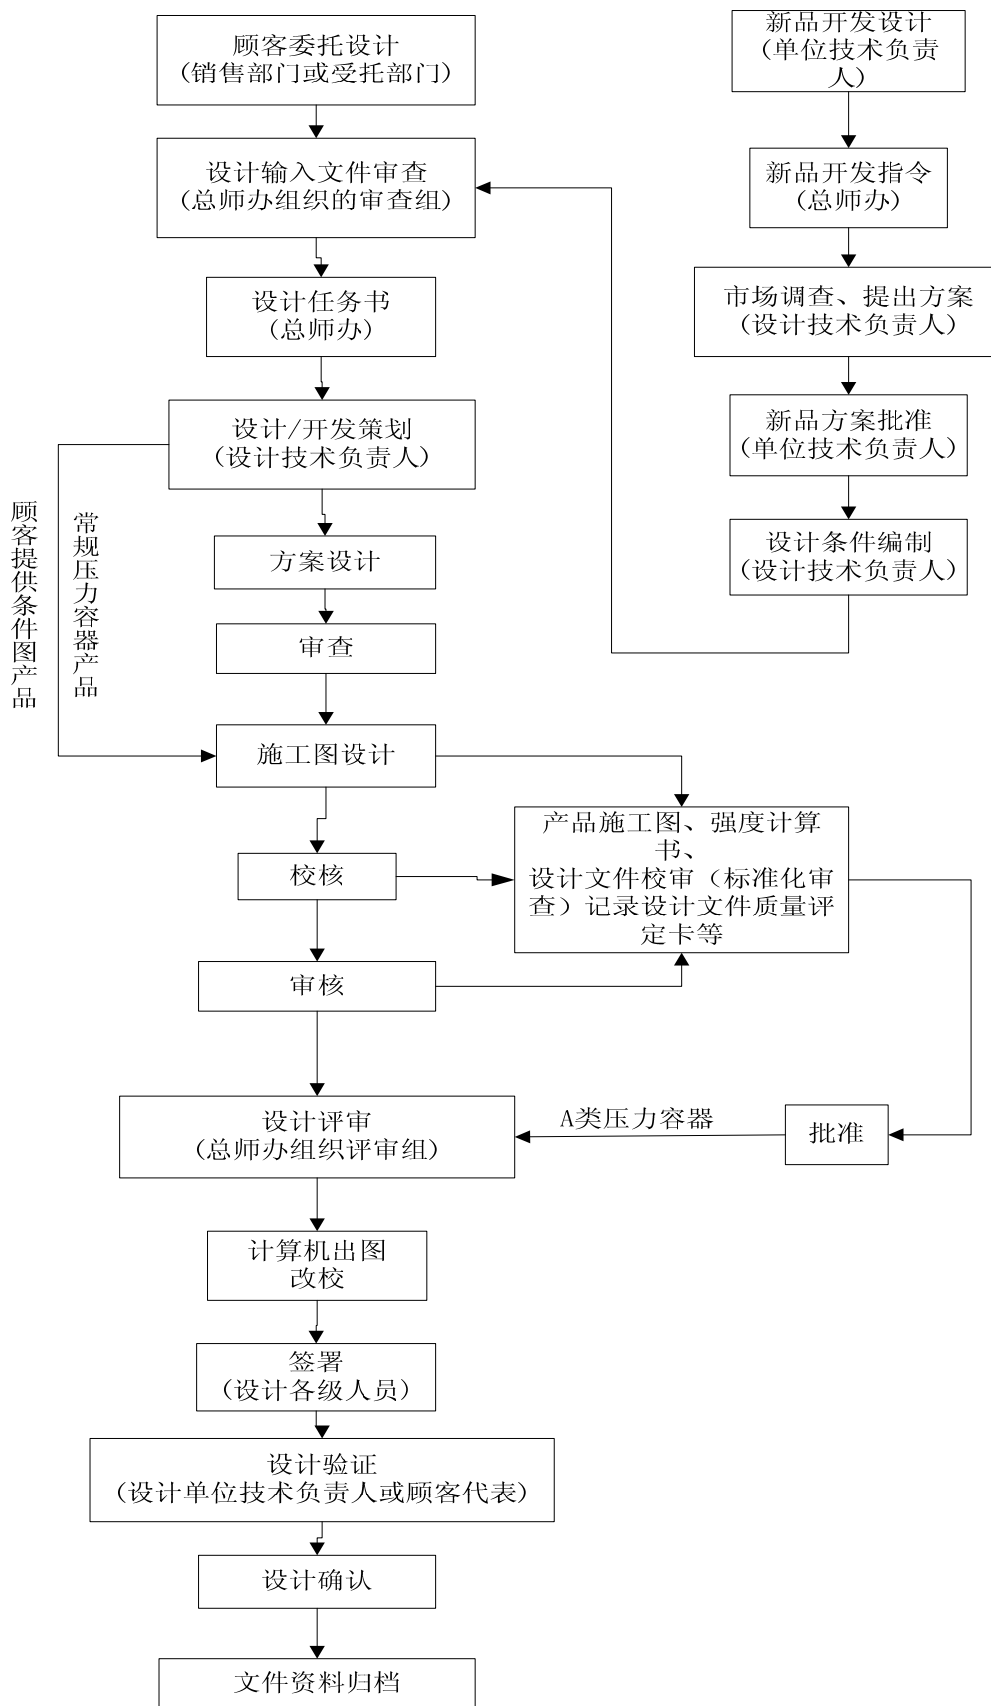 顾客委托设计
（销售部门或受托部门）
设计输入文件审查
（总师办组织的审查组）
设计任务书
（总师办）
设计/开发策划
（设计技术负责人）
顾客提供条件图产品
常规压力容器产品
方案设计
审查
施工图设计
校核
审核
新品开发设计
（单位技术负责
人）
新品开发指令
（总师办）
市场调查、提出方案
（设计技术负责人）
新品方案批准
（单位技术负责人）
设计条件编制
（设计技术负责人）
产品施工图、强度计算
书、
设计文件校审（标准化审
查）记录设计文件质量评
定卡等
批准
A类压力容器
设计评审
（总师办组织评审组）
计算机出图
改校
签署
（设计各级人员）
设计验证
（设计单位技术负责人或顾客代表）
设计确认
文件资料归档